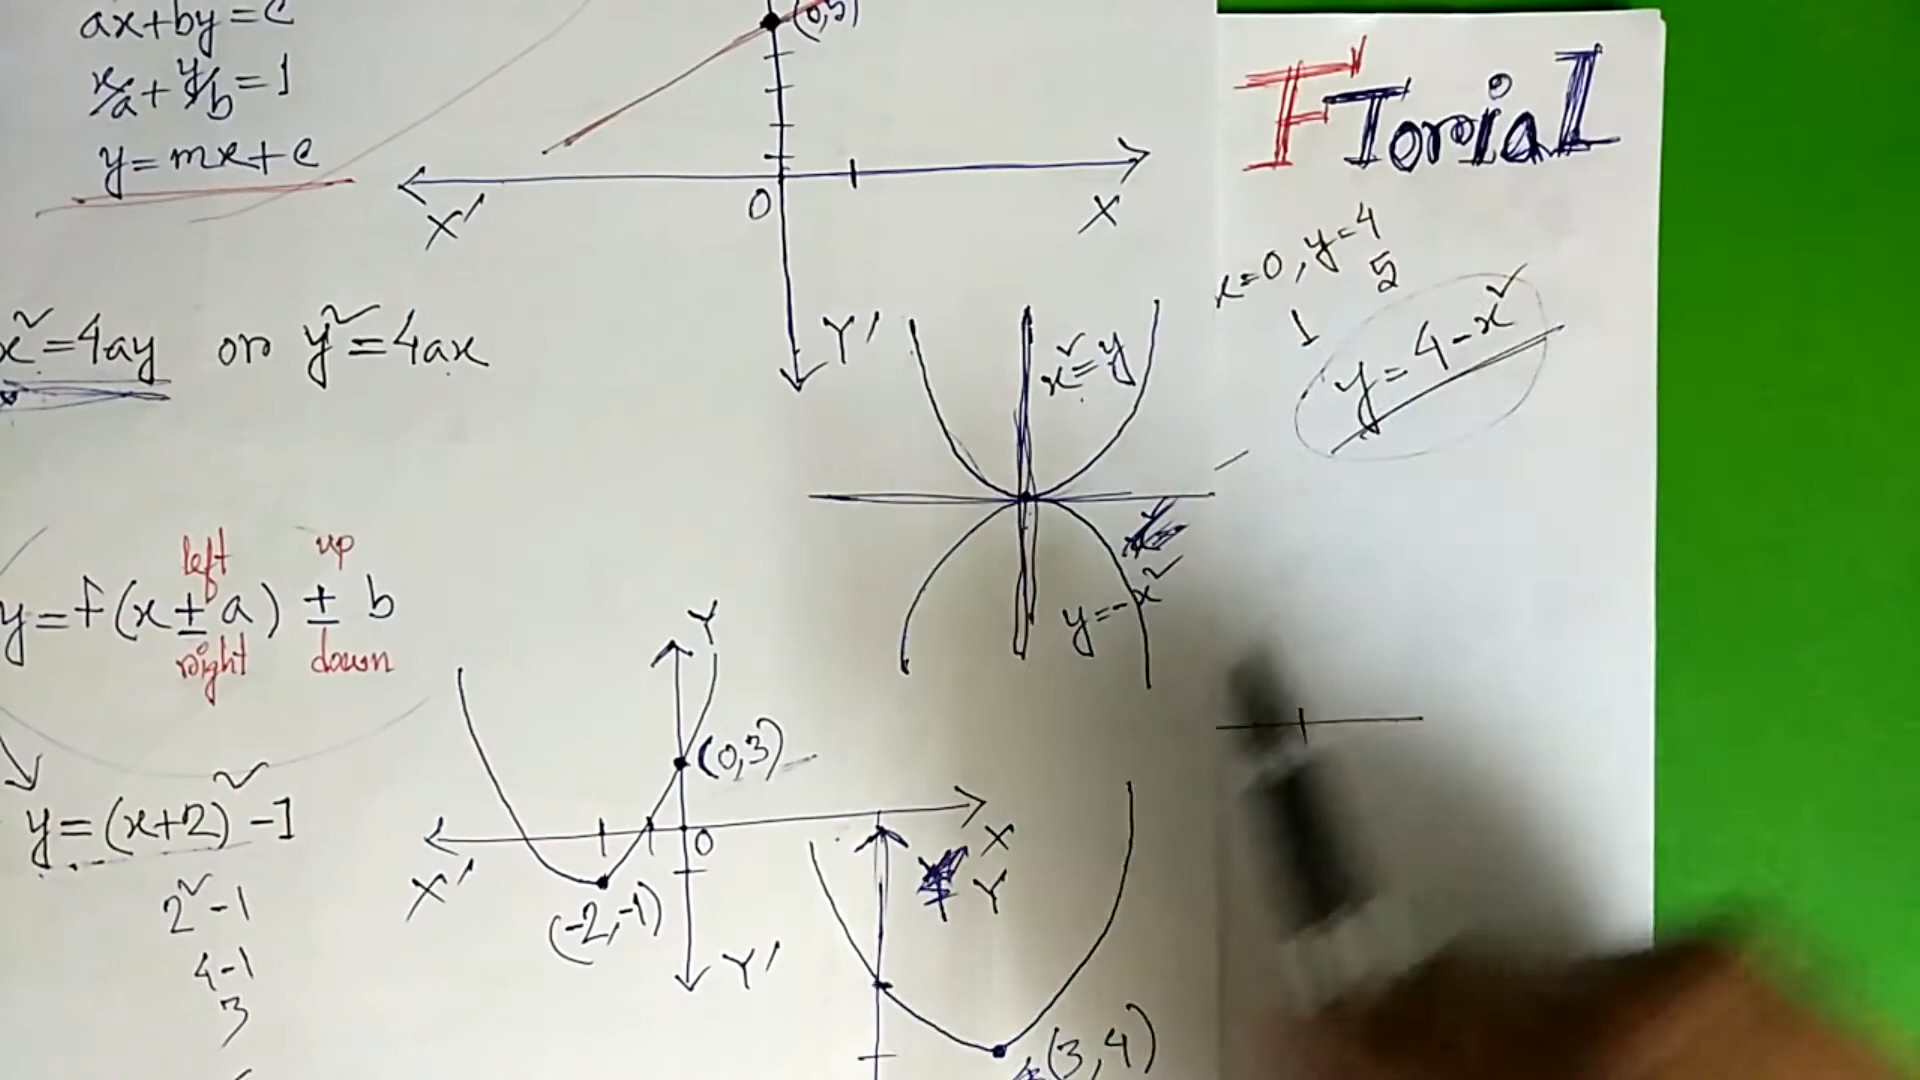 ax+by=c
x/a + y/b = 1
y=mx+c
(0,5)
X′ O X
Y′
FTorial
x=0, y=4
1 5
y=4-x²
x²=4ay or y²=4ax
x²=y
y=-x²
left up
y=f(x±a) ± b
right down
y=(x+2)²-1
2²-1
4-1
3
Y
(0,3)
X′ O X
(-2,-1)
Y′
Y
(3,4)